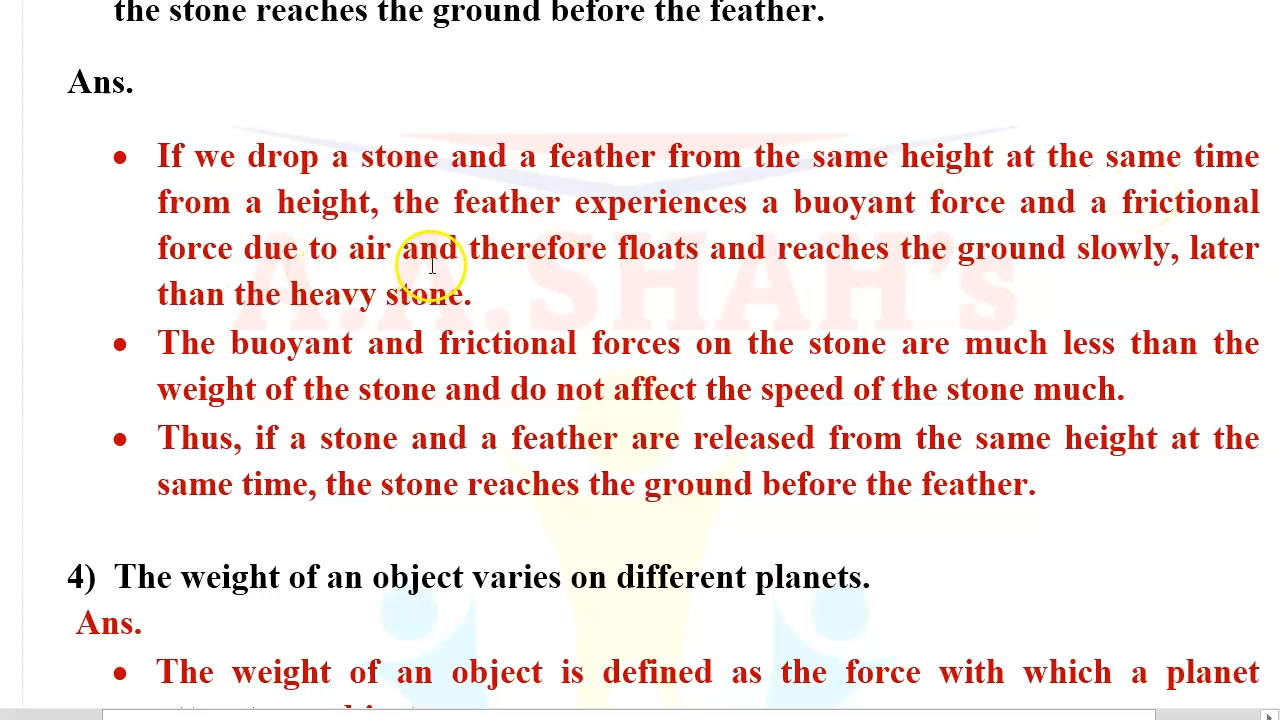 the stone reaches the ground before the feather.
Ans.
• If we drop a stone and a feather from the same height at the same time
from a height, the feather experiences a buoyant force and a frictional
force due to air and therefore floats and reaches the ground slowly, later
than the heavy stone.
• The buoyant and frictional forces on the stone are much less than the
weight of the stone and do not affect the speed of the stone much.
• Thus, if a stone and a feather are released from the same height at the
same time, the stone reaches the ground before the feather.
A.A.SHAH's
4) The weight of an object varies on different planets.
Ans.
• The weight of an object is defined as the force with which a planet